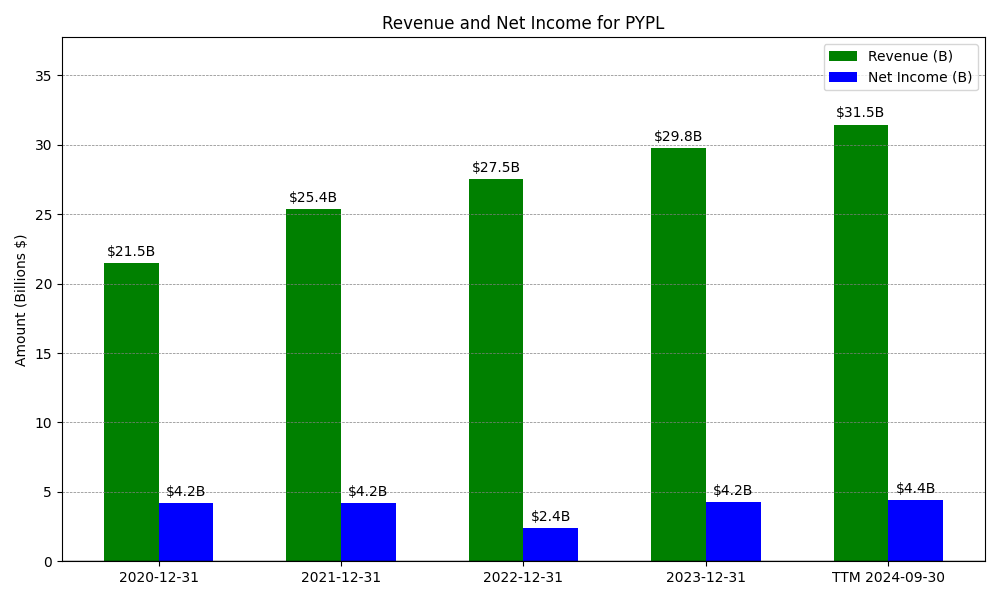 Revenue and Net Income for PYPL
Revenue (B)
Net Income (B)
Amount (Billions $)
35
30
25
20
15
10
5
0
$21.5B
$4.2B
$25.4B
$4.2B
$27.5B
$2.4B
$29.8B
$4.2B
$31.5B
$4.4B
2020-12-31
2021-12-31
2022-12-31
2023-12-31
TTM 2024-09-30